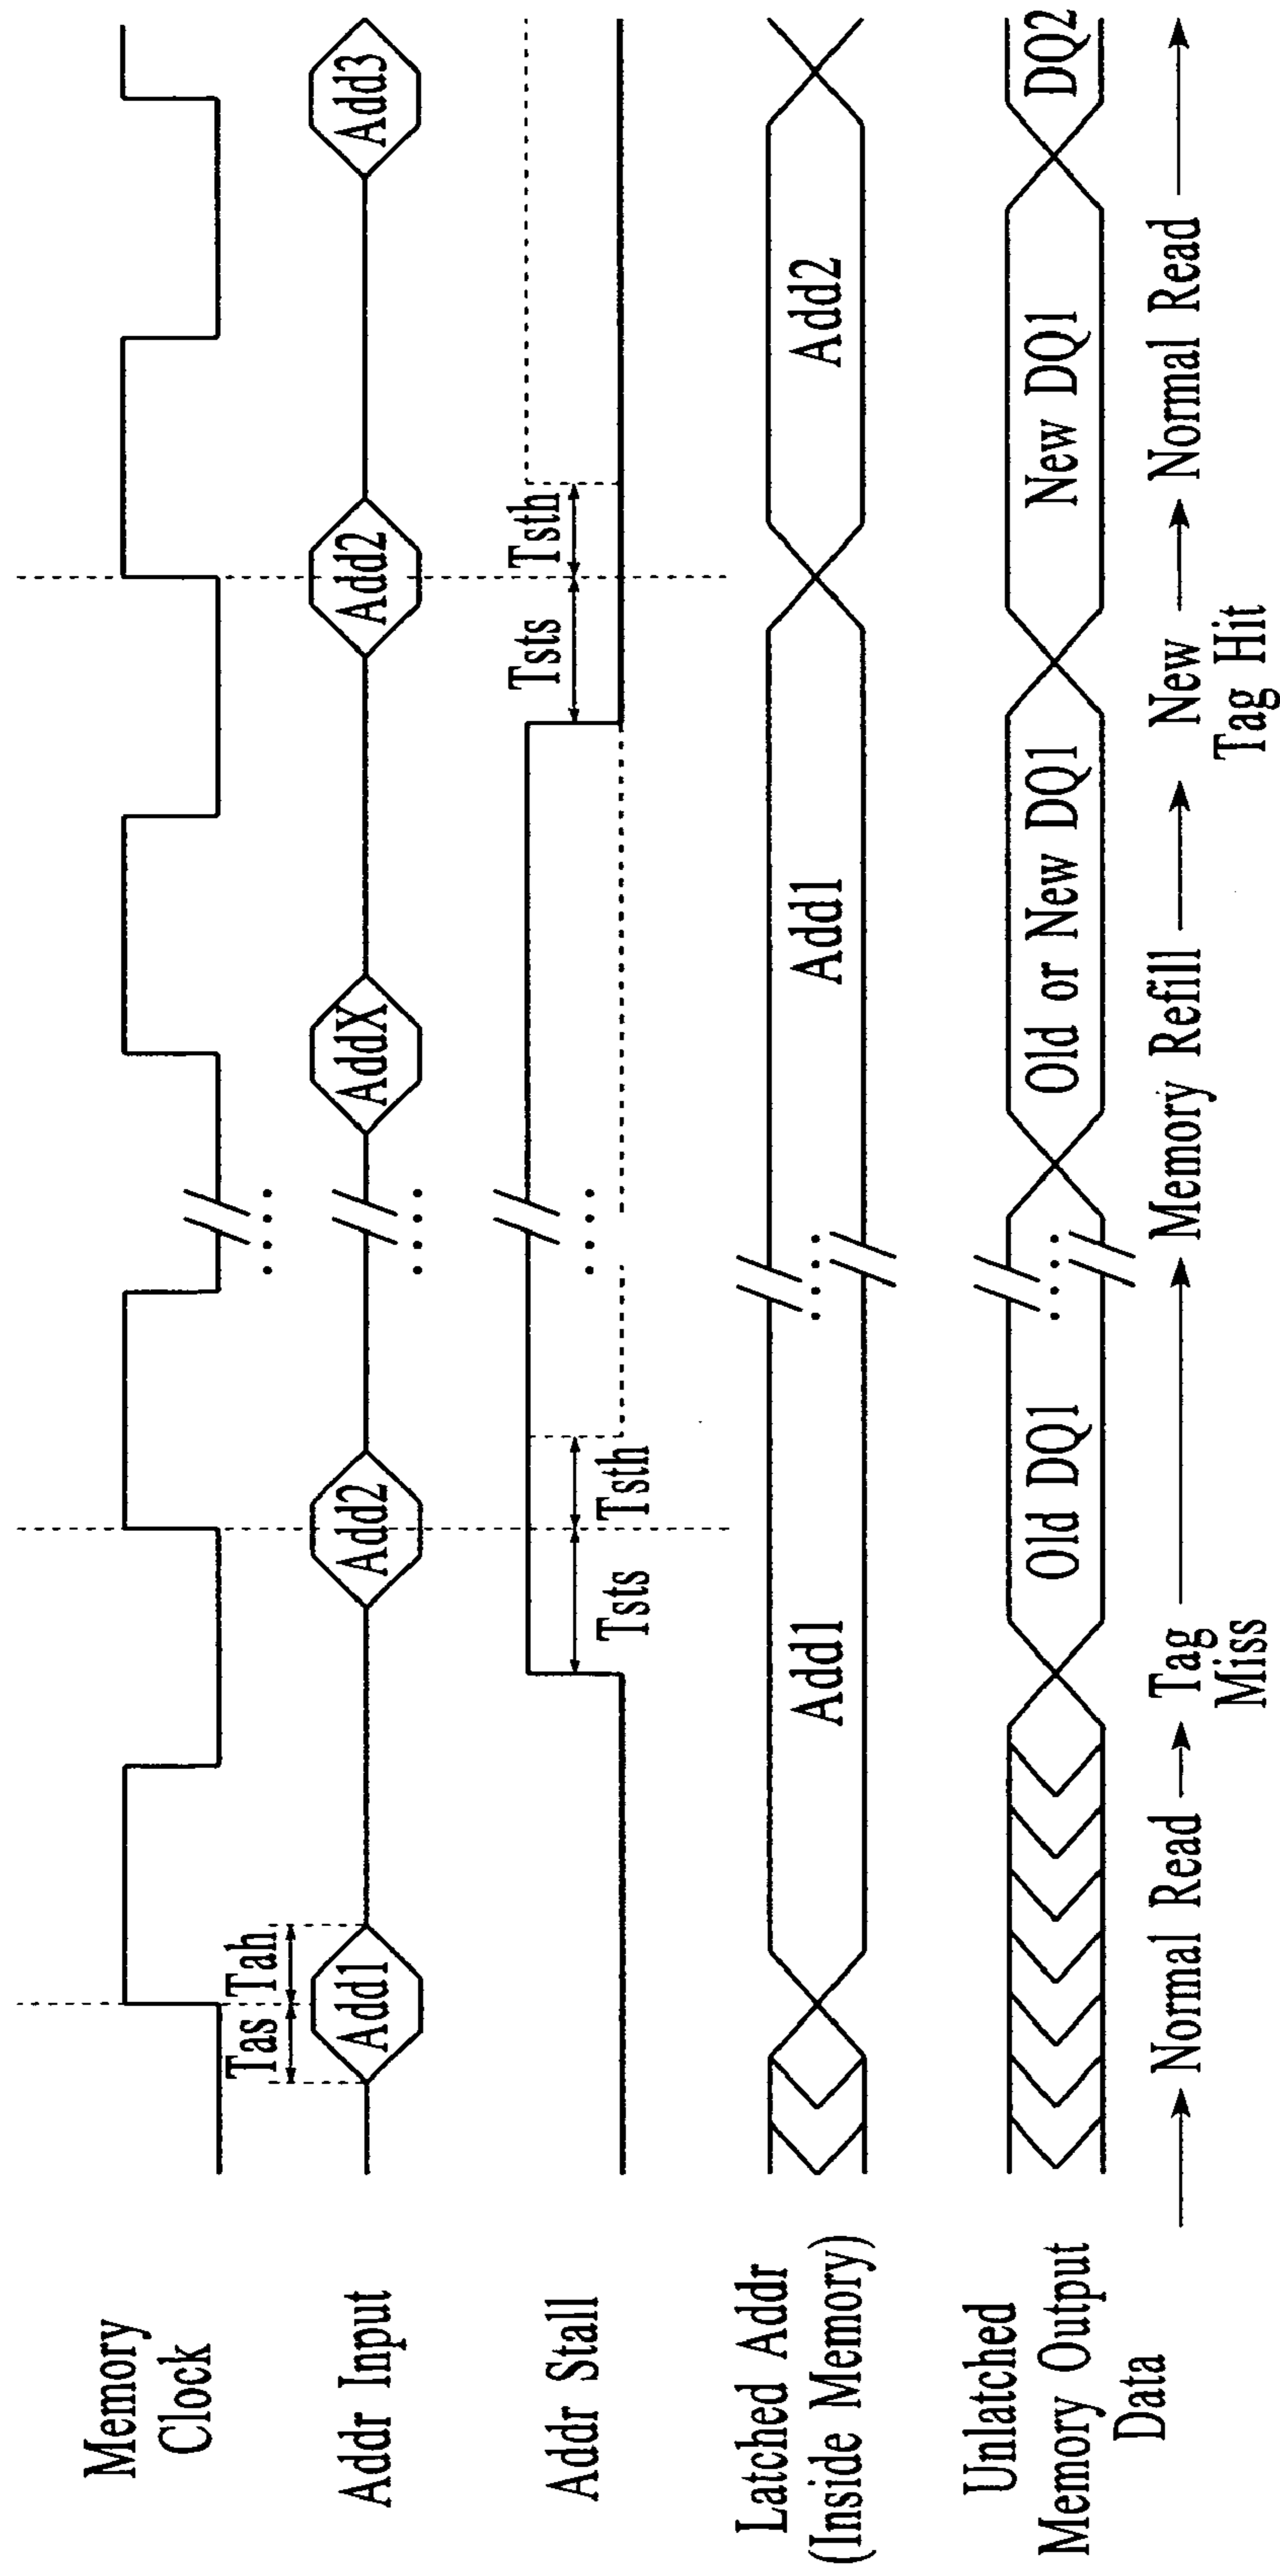 Memory
Clock
Tas Tah
Addr Input
Add1
Add2
AddX
Add2
Add3
Addr Stall
Tsts
Tsth
Tsts
Tsth
Latched Addr
(Inside Memory)
Add1
Add1
Add2
Unlatched
Memory Output
Data
Old DQ1
Old or New DQ1
New DQ1
DQ2
Normal Read
Tag
Miss
Memory Refill
New
Tag Hit
Normal Read